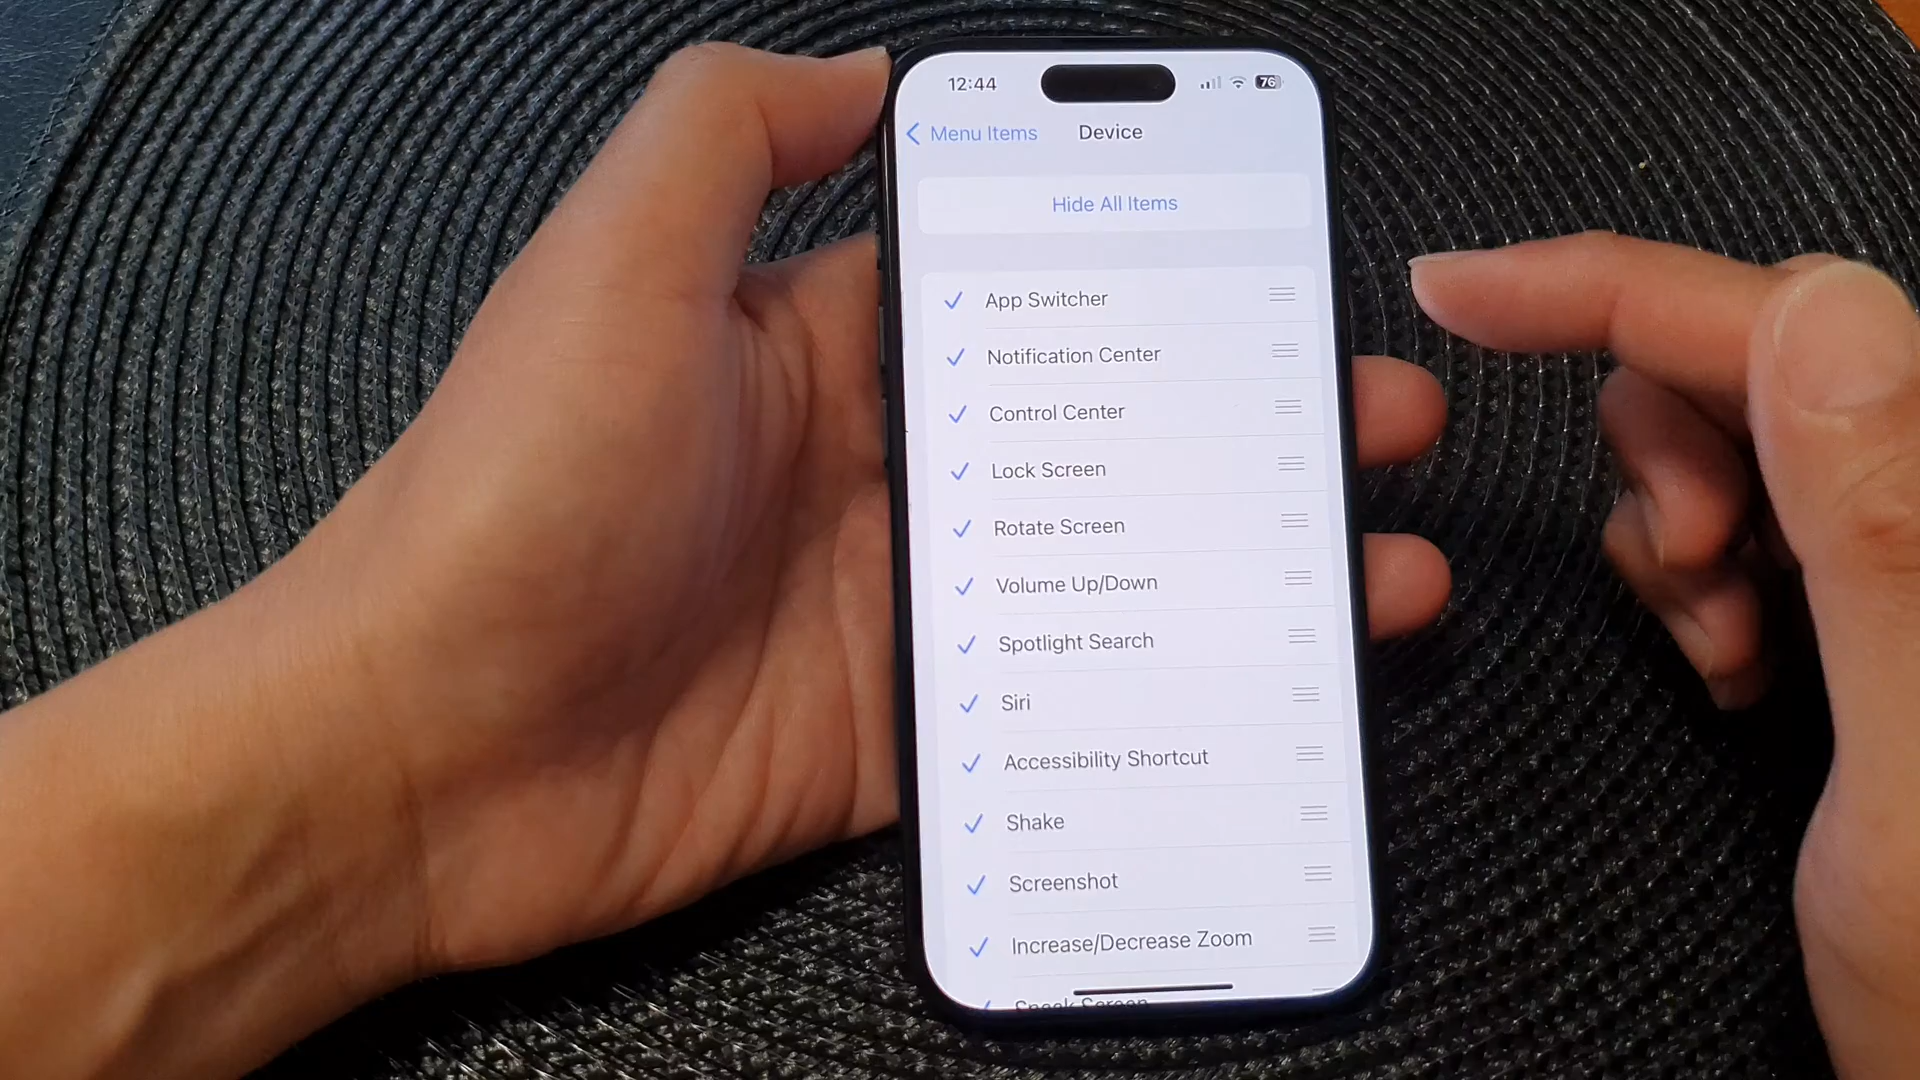 12:44
76
Menu Items
Device
Hide All Items
App Switcher
Notification Center
Control Center
Lock Screen
Rotate Screen
Volume Up/Down
Spotlight Search
Siri
Accessibility Shortcut
Shake
Screenshot
Increase/Decrease Zoom
Speak Screen